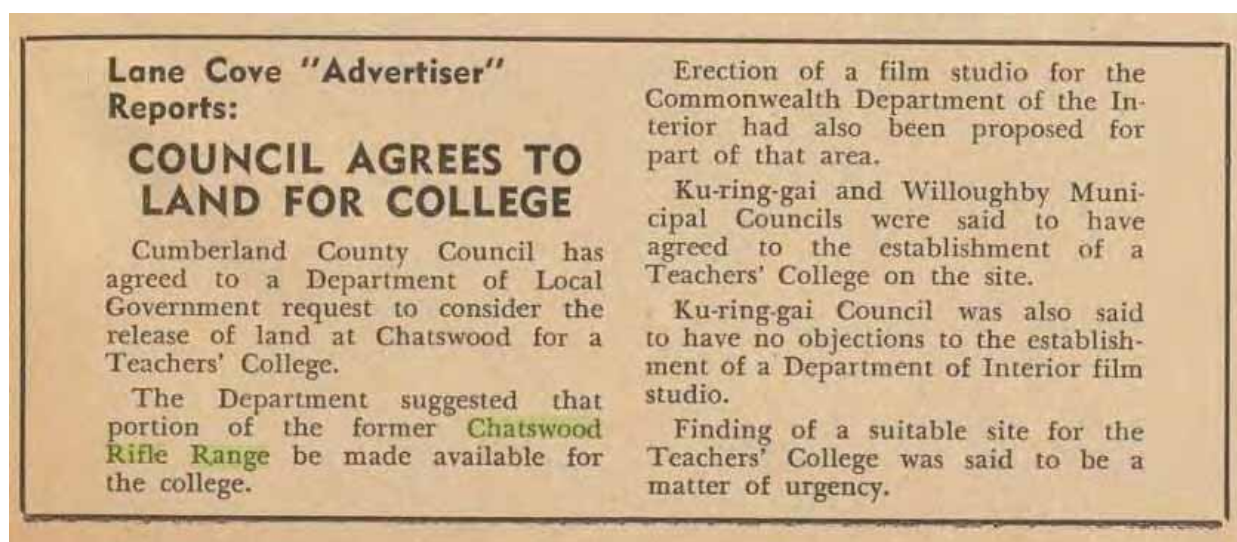 Lane Cove "Advertiser"
Reports:
COUNCIL AGREES TO
LAND FOR COLLEGE
Cumberland County Council has
agreed to a Department of Local
Government request to consider the
release of land at Chatswood for a
Teachers' College.
The Department suggested that
portion of the former Chatswood
Rifle Range be made available for
the college.
Erection of a film studio for the
Commonwealth Department of the In-
terior had also been proposed for
part of that area.
Ku-ring-gai and Willoughby Muni-
cipal Councils were said to have
agreed to the establishment of a
Teachers' College on the site.
Ku-ring-gai Council was also said
to have no objections to the establish-
ment of a Department of Interior film
studio.
Finding of a suitable site for the
Teachers' College was said to be a
matter of urgency.